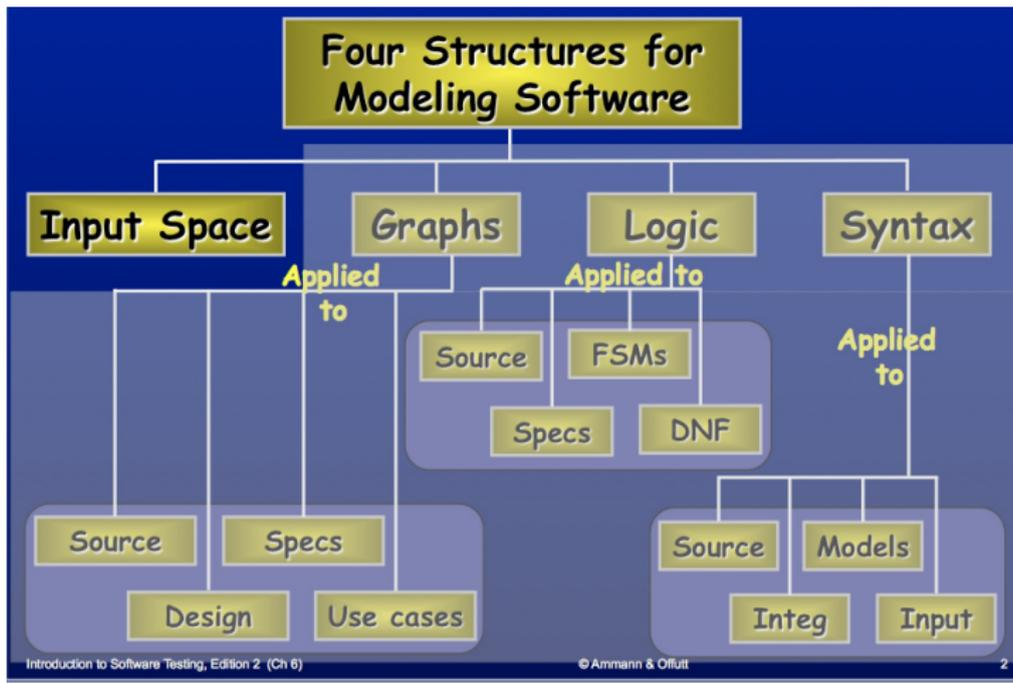 Four Structures for
Modeling Software
Input Space
Graphs
Logic
Syntax
Applied
to
Applied to
Applied
to
Source
FSMs
Specs
DNF
Source
Specs
Design
Use cases
Source
Models
Integ
Input
Introduction to Software Testing, Edition 2 (Ch 6)
© Ammann & Offutt
2